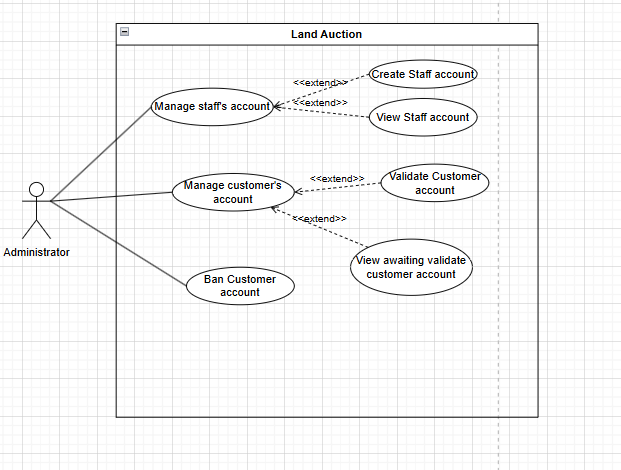 Land Auction
Create Staff account
<<extend>>
Manage staff's account
<<extend>>
View Staff account
Validate Customer
account
<<extend>>
Manage customer's
account
<<extend>>
Administrator
View awaiting validate
customer account
Ban Customer
account